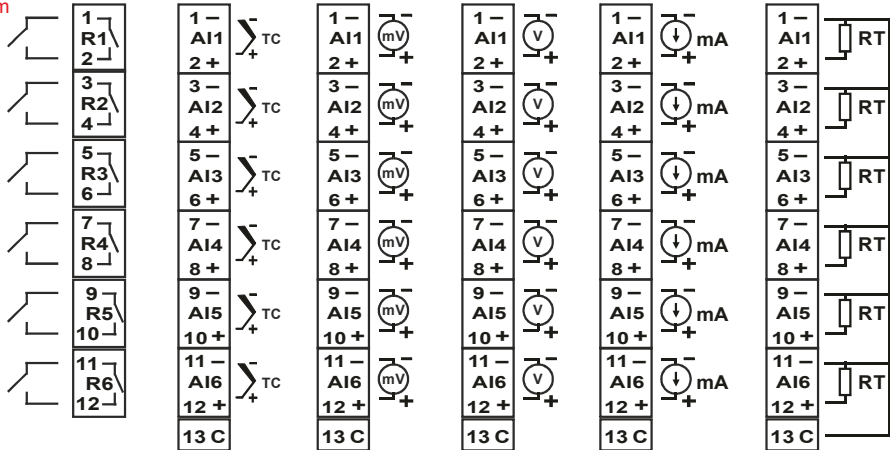 m
1 1 – – 1 – – 1 – – 1 – – 1 –
R1 AI1 TC AI1 mV AI1 V AI1 mA AI1 RT
2 2 + + 2 + + 2 + + 2 + + 2 +
3 3 – – 3 – – 3 – – 3 – – 3 –
R2 AI2 TC AI2 mV AI2 V AI2 mA AI2 RT
4 4 + + 4 + + 4 + + 4 + + 4 +
5 5 – – 5 – – 5 – – 5 – – 5 –
R3 AI3 TC AI3 mV AI3 V AI3 mA AI3 RT
6 6 + + 6 + + 6 + + 6 + + 6 +
7 7 – – 7 – – 7 – – 7 – – 7 –
R4 AI4 TC AI4 mV AI4 V AI4 mA AI4 RT
8 8 + + 8 + + 8 + + 8 + + 8 +
9 9 – – 9 – – 9 – – 9 – – 9 –
R5 AI5 TC AI5 mV AI5 V AI5 mA AI5 RT
10 10 + + 10 + + 10 + + 10 + + 10 +
11 11 – – 11 – – 11 – – 11 – – 11 –
R6 AI6 TC AI6 mV AI6 V AI6 mA AI6 RT
12 12 + + 12 + + 12 + + 12 + + 12 +
13 C 13 C 13 C 13 C 13 C